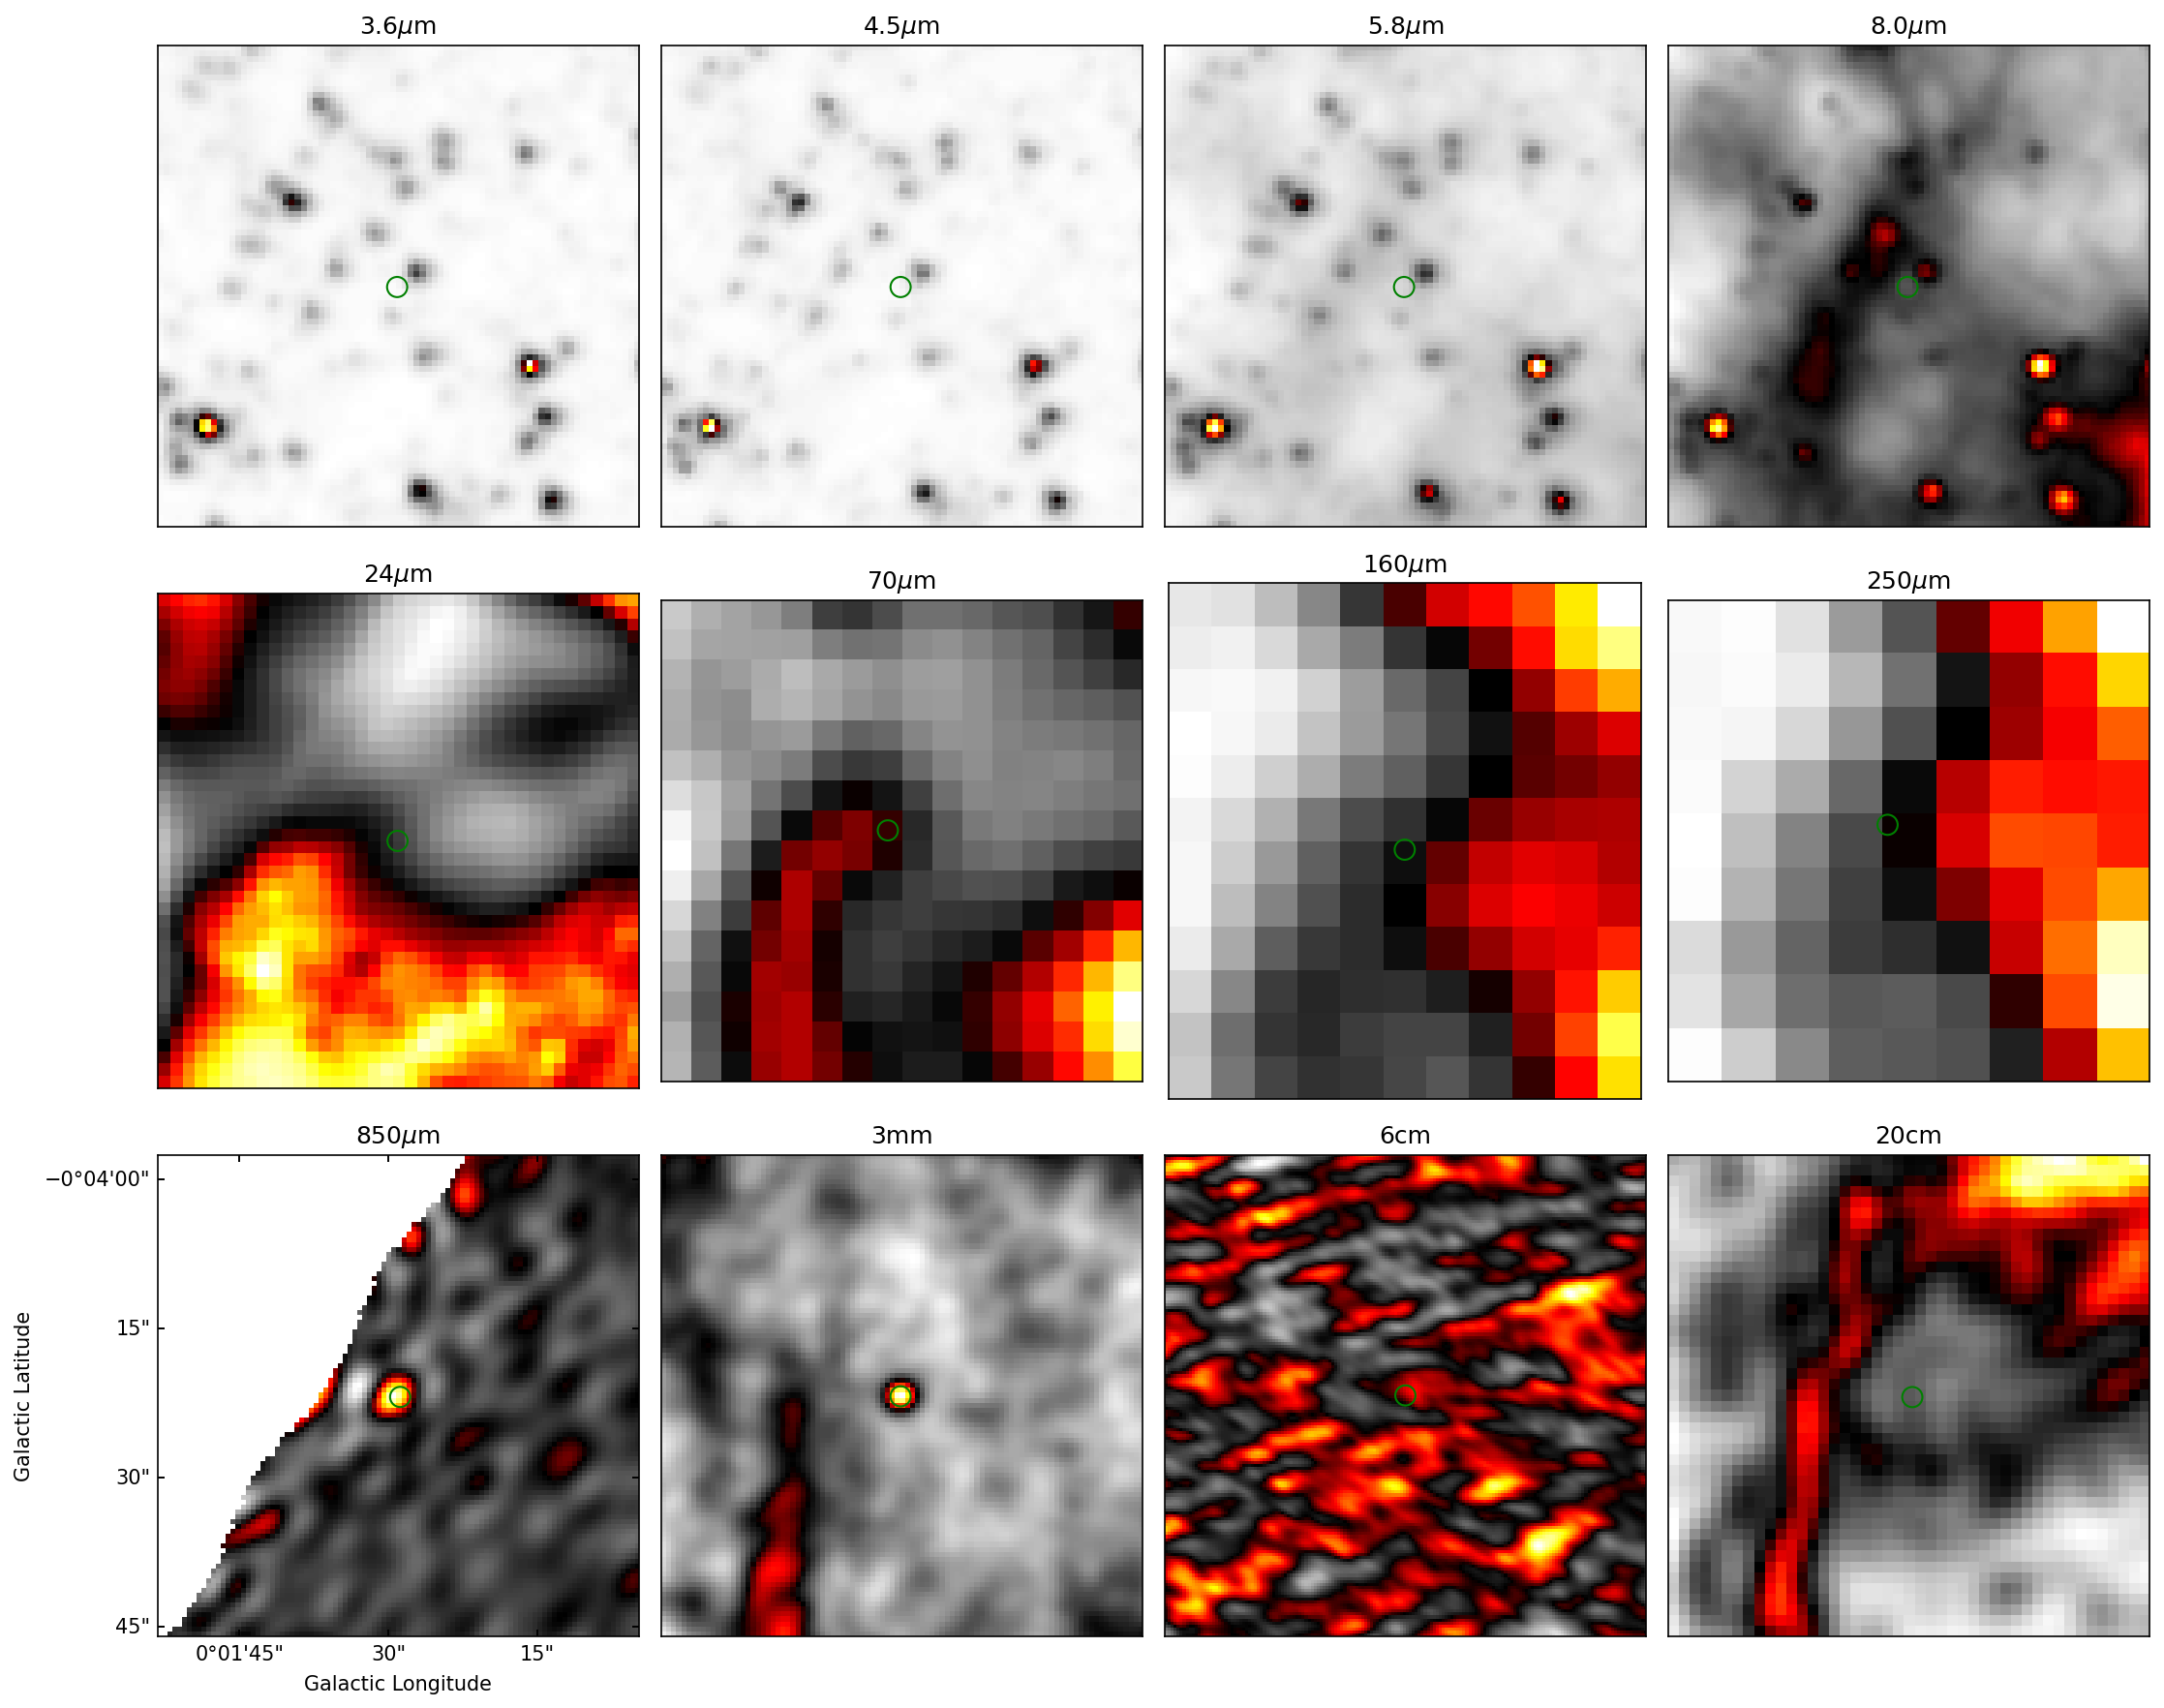 3.6μm
4.5μm
5.8μm
8.0μm
24μm
70μm
160μm
250μm
850μm
3mm
6cm
20cm
−0°04'00"
15"
30"
45"
Galactic Latitude
0°01'45"
30"
15"
Galactic Longitude